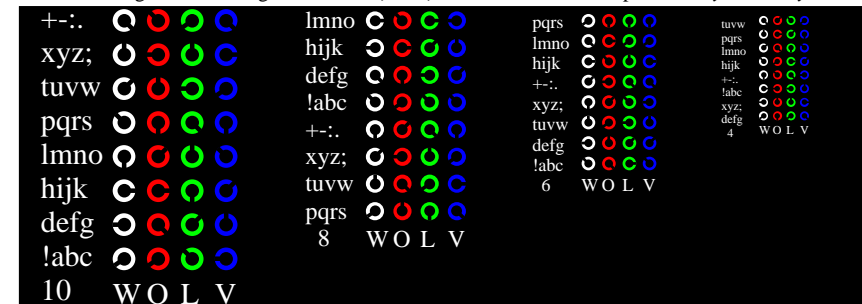 +-:.
xyz;
tuvw
pqrs
lmno
hijk
defg
!abc
10 W O L V
lmno
hijk
defg
!abc
+-:.
xyz;
tuvw
pqrs
8 W O L V
pqrs
lmno
hijk
+-:.
xyz;
tuvw
defg
!abc
6 W O L V
tuvw
pqrs
lmno
hijk
+-:.
!abc
xyz;
defg
4 W O L V